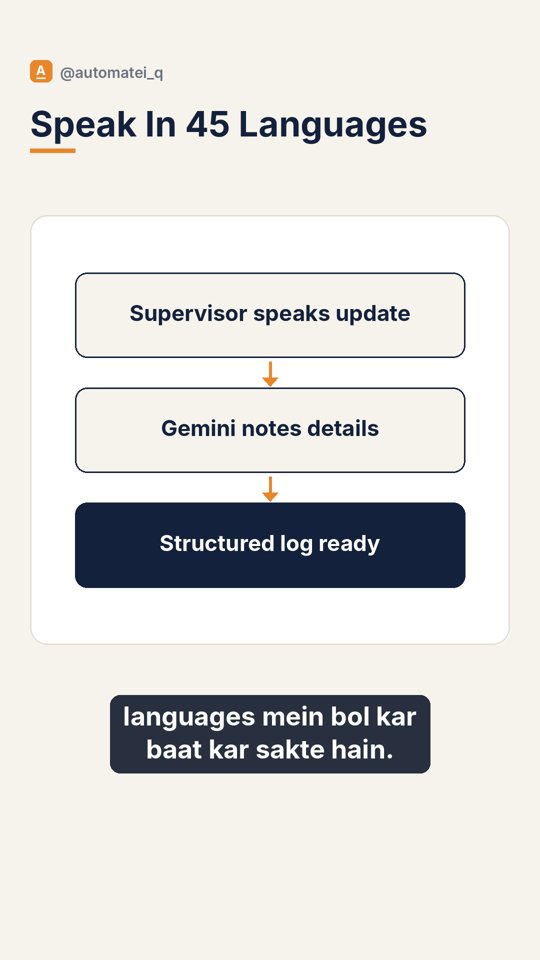 A @automatei_q
Speak In 45 Languages
Supervisor speaks update
Gemini notes details
Structured log ready
languages mein bol kar
baat kar sakte hain.